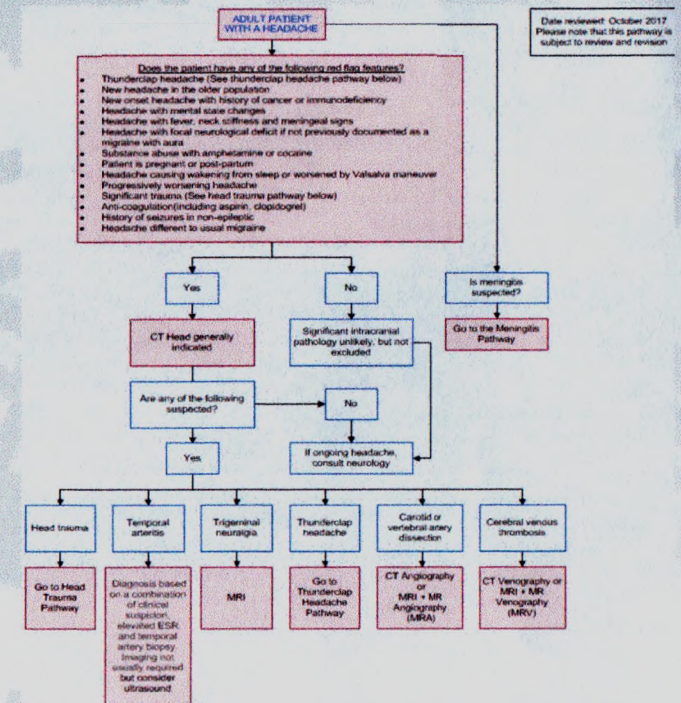 ADULT PATIENT
WITH A HEADACHE
Date reviewed: October 2017
Please note that this pathway is
subject to review and revision
Does the patient have any of the following red flag features?
• Thunderclap headache (See thunderclap headache pathway below)
• New headache in the older population
• New onset headache with history of cancer or immunodeficiency
• Headache with mental state changes
• Headache with fever, neck stiffness and meningeal signs
• Headache with focal neurological deficit if not previously documented as a
migraine with aura
• Substance abuse with amphetamine or cocaine
• Patient is pregnant or post-partum
• Headache causing wakening from sleep or worsened by Valsalva maneuver
• Progressively worsening headache
• Significant trauma (See head trauma pathway below)
• Anti-coagulation(including aspirin, clopidogrel)
• History of seizures in non-epileptic
• Headache different to usual migraine
Yes
No
Is meningitis
suspected?
CT Head generally
indicated
Significant intracranial
pathology unlikely, but not
excluded
Go to the Meningitis
Pathway
Are any of the following
suspected?
No
Yes
If ongoing headache,
consult neurology
Head trauma
Temporal
arteritis
Trigeminal
neuralgia
Thunderclap
headache
Carotid or
vertebral artery
dissection
Cerebral venous
thrombosis
Go to Head
Trauma
Pathway
Diagnosis based
on a combination
of clinical
suspicion,
elevated ESR
and temporal
artery biopsy.
Imaging not
usually required
but consider
ultrasound
MRI
Go to
Thunderclap
Headache
Pathway
CT Angiography
or
MRI + MR
Angiography
(MRA)
CT Venography or
MRI + MR
Venography
(MRV)